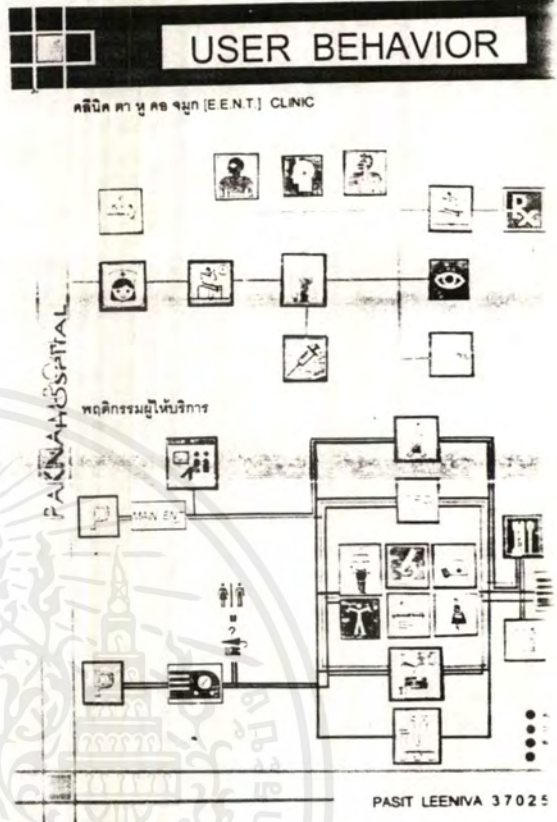 USER BEHAVIOR
คลีนิค ตา หู คอ จมูก [E.E.N.T.] CLINIC
Rx
PAKNAM HOSPITAL
พฤติกรรมผู้ให้บริการ
P
MAIN ENT.
?
P
PASIT LEENIVA 37025